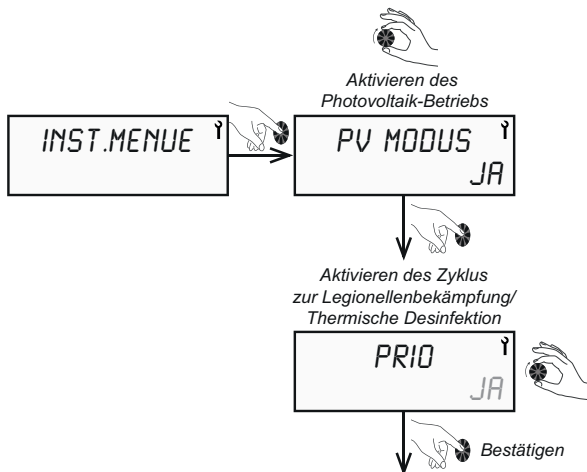 Aktivieren des
Photovoltaik-Betriebs
INST.MENUE
PV MODUS
JA
Aktivieren des Zyklus
zur Legionellenbekämpfung/
Thermische Desinfektion
PRIO
JA
Bestätigen